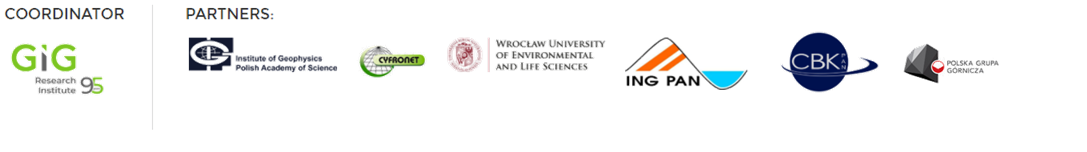 COORDINATOR
PARTNERS:
GIG
Research
Institute 95
Institute of Geophysics
Polish Academy of Science
CYFRONET
WROCŁAW UNIVERSITY
OF ENVIRONMENTAL
AND LIFE SCIENCES
ING PAN
CBK
PAN
POLSKA GRUPA
GÓRNICZA